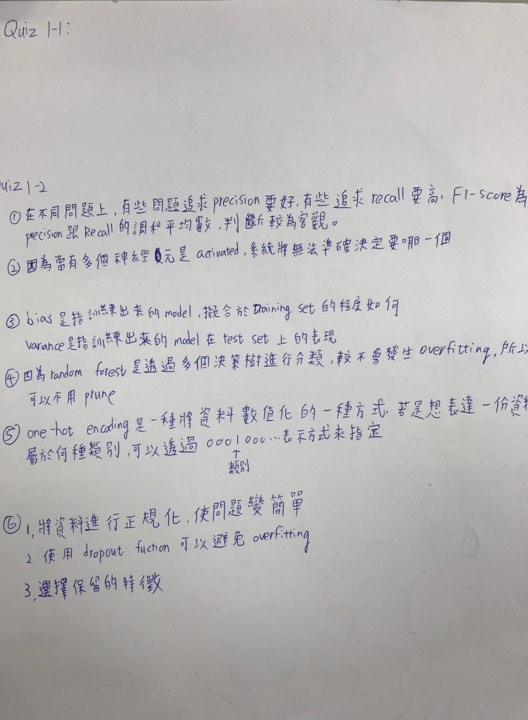 Quiz 1-1:
uiz 1-2
① 在不同問題上，有些問題追求 precision 要好，有些追求 recall 要高，F1-score 為
pecision 跟 Recall 的調和平均數，判斷較為客觀。
② 因為當有多個神經元是 activated，系統將無法準確決定要哪一個
③ bias 是指訓練出來的 model，擬合於 training set 的程度如何
varance 是指訓練出來的 model 在 test set 上的表現
④ 因為 random forest 是透過多個決策樹進行分類，較不會發生 overfitting，所以
可以不用 prune
⑤ one-hot encoding 是一種將資料數值化的一種方式，若是想表達一份資料
屬於何種類別，可以透過 0001000…表示方式來指定
↑
類別
⑥ 1. 將資料進行正規化，使問題變簡單
2. 使用 dropout fuction 可以避免 overfitting
3. 選擇保留的特徵